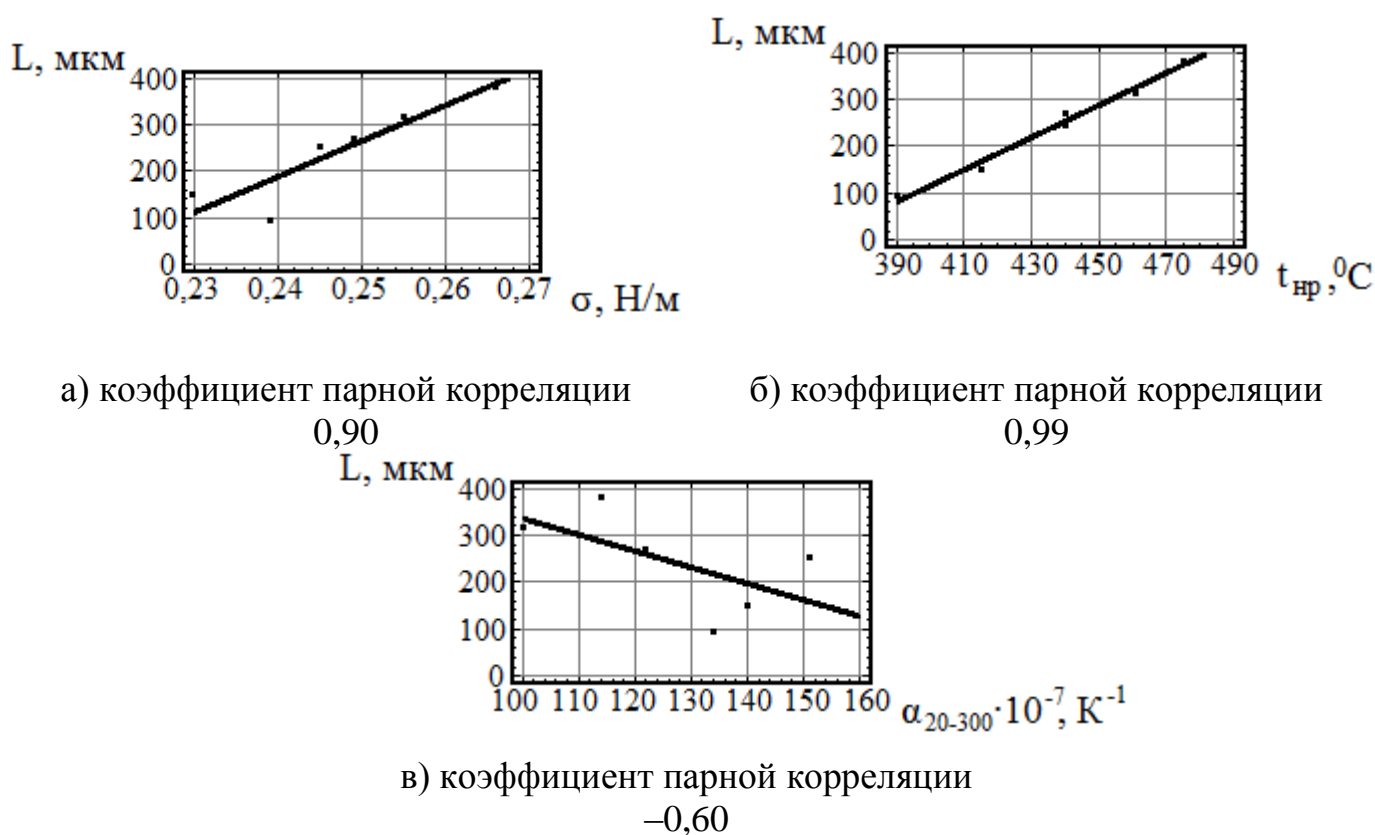 L, мкм
400
300
200
100
0
0,23 0,24 0,25 0,26 0,27
σ, Н/м
L, мкм
400
300
200
100
0
390 410 430 450 470 490
tнр,⁰С
а) коэффициент парной корреляции
0,90
б) коэффициент парной корреляции
0,99
L, мкм
400
300
200
100
0
100 110 120 130 140 150 160
α20-300·10⁻⁷, К⁻¹
в) коэффициент парной корреляции
–0,60